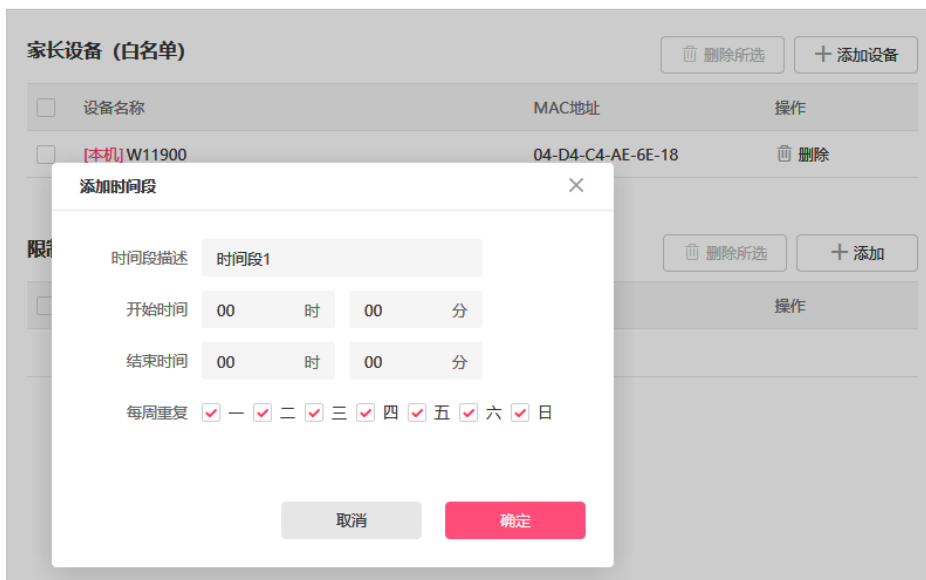 家长设备（白名单）
删除所选
添加设备
设备名称 MAC地址 操作
[本机]W11900 04-D4-C4-AE-6E-18 删除
添加时间段
限制
删除所选
添加
时间段描述 时间段1
开始时间 00 时 00 分
操作
结束时间 00 时 00 分
每周重复 一 二 三 四 五 六 日
取消 确定